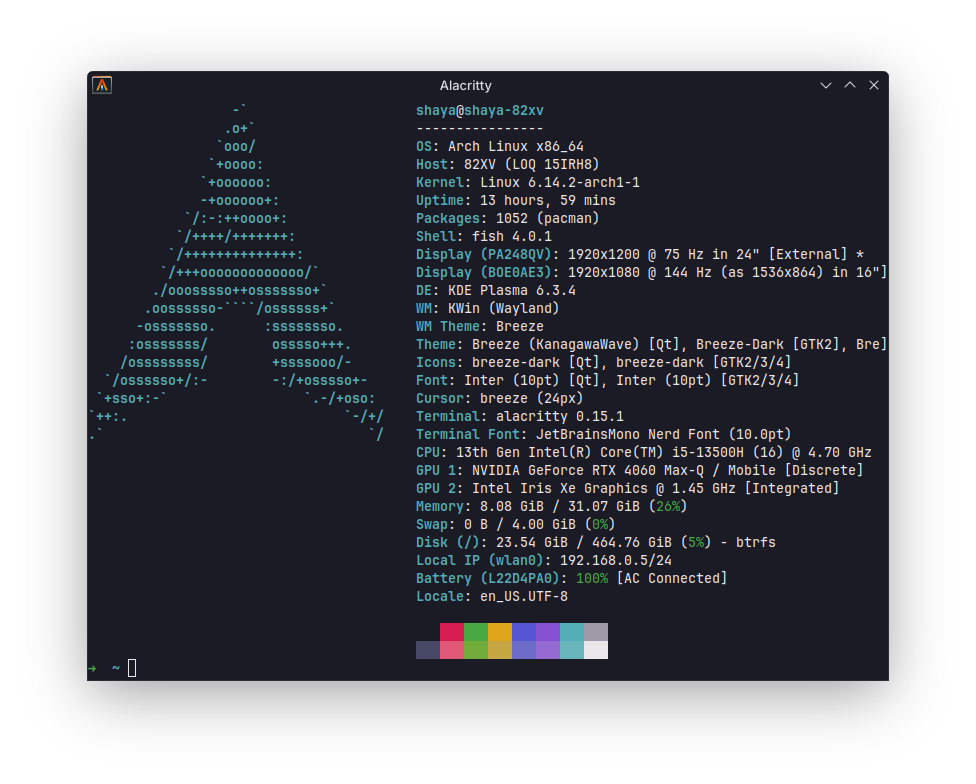 Alacritty
-`
.o+`
`ooo/
`+oooo:
`+oooooo:
-+oooooo+:
`/:-:++oooo+:
`/++++/+++++++:
`/++++++++++++++:
`/+++ooooooooooooo/`
./ooosssso++osssssso+`
.oossssso-````/ossssss+`
-osssssso.      :ssssssso.
:osssssss/        osssso+++.
/ossssssss/        +ssssooo/-
`/ossssso+/:-        -:/+osssso+-
`+sso+:-`                 `.-/+oso:
`++:.                           `-/+/
.`                                 `/
shaya@shaya-82xv
----------------
OS: Arch Linux x86_64
Host: 82XV (LOQ 15IRH8)
Kernel: Linux 6.14.2-arch1-1
Uptime: 13 hours, 59 mins
Packages: 1052 (pacman)
Shell: fish 4.0.1
Display (PA248QV): 1920x1200 @ 75 Hz in 24" [External] *
Display (BOE0AE3): 1920x1080 @ 144 Hz (as 1536x864) in 16"]
DE: KDE Plasma 6.3.4
WM: KWin (Wayland)
WM Theme: Breeze
Theme: Breeze (KanagawaWave) [Qt], Breeze-Dark [GTK2], Bre]
Icons: breeze-dark [Qt], breeze-dark [GTK2/3/4]
Font: Inter (10pt) [Qt], Inter (10pt) [GTK2/3/4]
Cursor: breeze (24px)
Terminal: alacritty 0.15.1
Terminal Font: JetBrainsMono Nerd Font (10.0pt)
CPU: 13th Gen Intel(R) Core(TM) i5-13500H (16) @ 4.70 GHz
GPU 1: NVIDIA GeForce RTX 4060 Max-Q / Mobile [Discrete]
GPU 2: Intel Iris Xe Graphics @ 1.45 GHz [Integrated]
Memory: 8.08 GiB / 31.07 GiB (26%)
Swap: 0 B / 4.00 GiB (0%)
Disk (/): 23.54 GiB / 464.76 GiB (5%) - btrfs
Local IP (wlan0): 192.168.0.5/24
Battery (L22D4PA0): 100% [AC Connected]
Locale: en_US.UTF-8
➜  ~